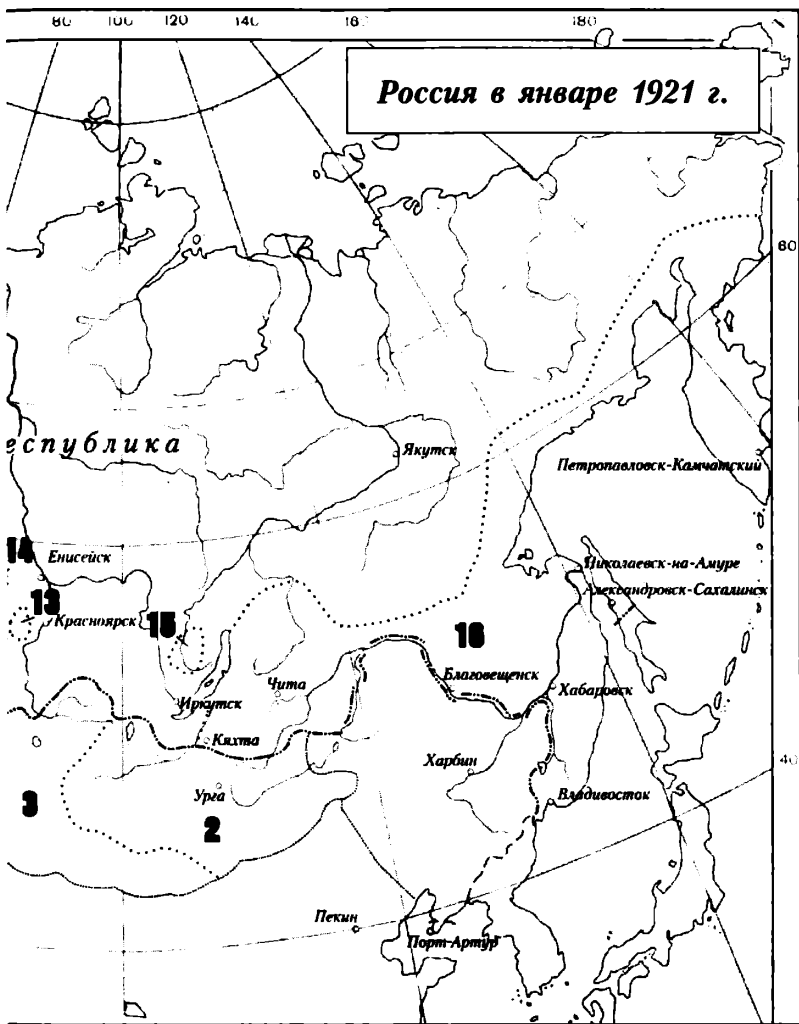 80 100 120 140 160 180
Россия в январе 1921 г.
60
еспублика
Якутск
Петропавловск-Камчатский
14
Енисейск
Николаевск-на-Амуре
Александровск-Сахалинск
13
Красноярск
15
16
Благовещенск
Чита
Хабаровск
Иркутск
Кяхта
Харбин
40
3
Урга
Владивосток
2
Пекин
Порт-Артур